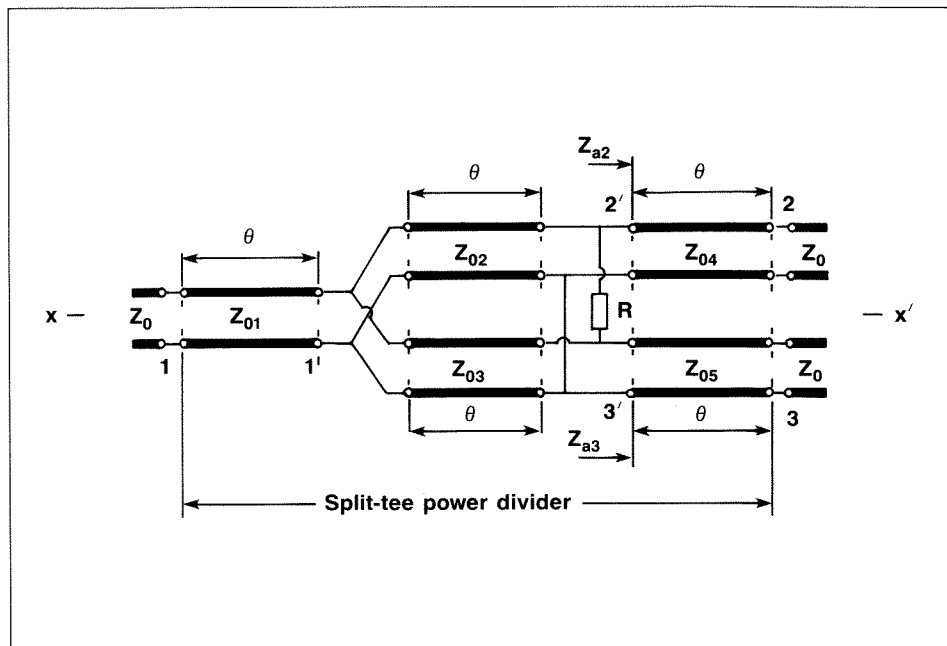 Z_{a2}
θ
θ
2′
2
θ
Z_{02}
Z_{04}
Z_0
x
Z_0
Z_{01}
R
x′
1
1′
Z_{03}
Z_{05}
Z_0
θ
3′
θ
3
Z_{a3}
Split-tee power divider